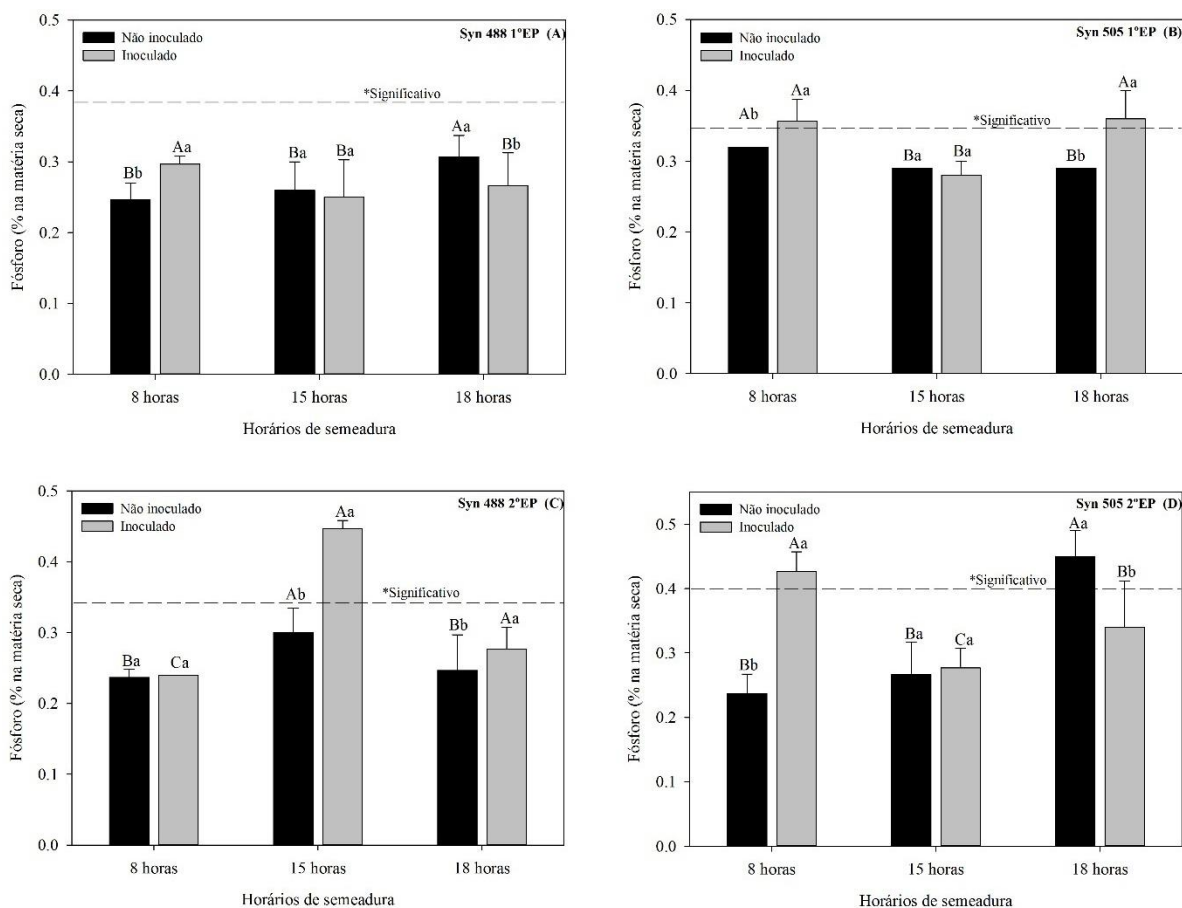 0.5
Não inoculado
Inoculado
Syn 488 1ºEP (A)
0.4
*Significativo
Aa
Aa
Bb
Ba
Ba
Bb
0.3
0.2
0.1
0.0
Fósforo (% na matéria seca)
8 horas
15 horas
18 horas
Horários de semeadura
0.5
Não inoculado
Inoculado
Syn 505 1ºEP (B)
0.4
Ab
Aa
*Significativo
Aa
Ba
Ba
Bb
0.3
0.2
0.1
0.0
Fósforo (% na matéria seca)
8 horas
15 horas
18 horas
Horários de semeadura
0.5
Não inoculado
Inoculado
Syn 488 2ºEP (C)
Aa
0.4
*Significativo
Ab
Aa
Bb
0.3
Ba
Ca
0.2
0.1
0.0
Fósforo (% na matéria seca)
8 horas
15 horas
18 horas
Horários de semeadura
Não inoculado
Inoculado
Syn 505 2ºEP (D)
0.5
Aa
Aa
*Significativo
0.4
Bb
Ba
Ca
0.3
Bb
0.2
0.1
0.0
Fósforo (% na matéria seca)
8 horas
15 horas
18 horas
Horários de semeadura